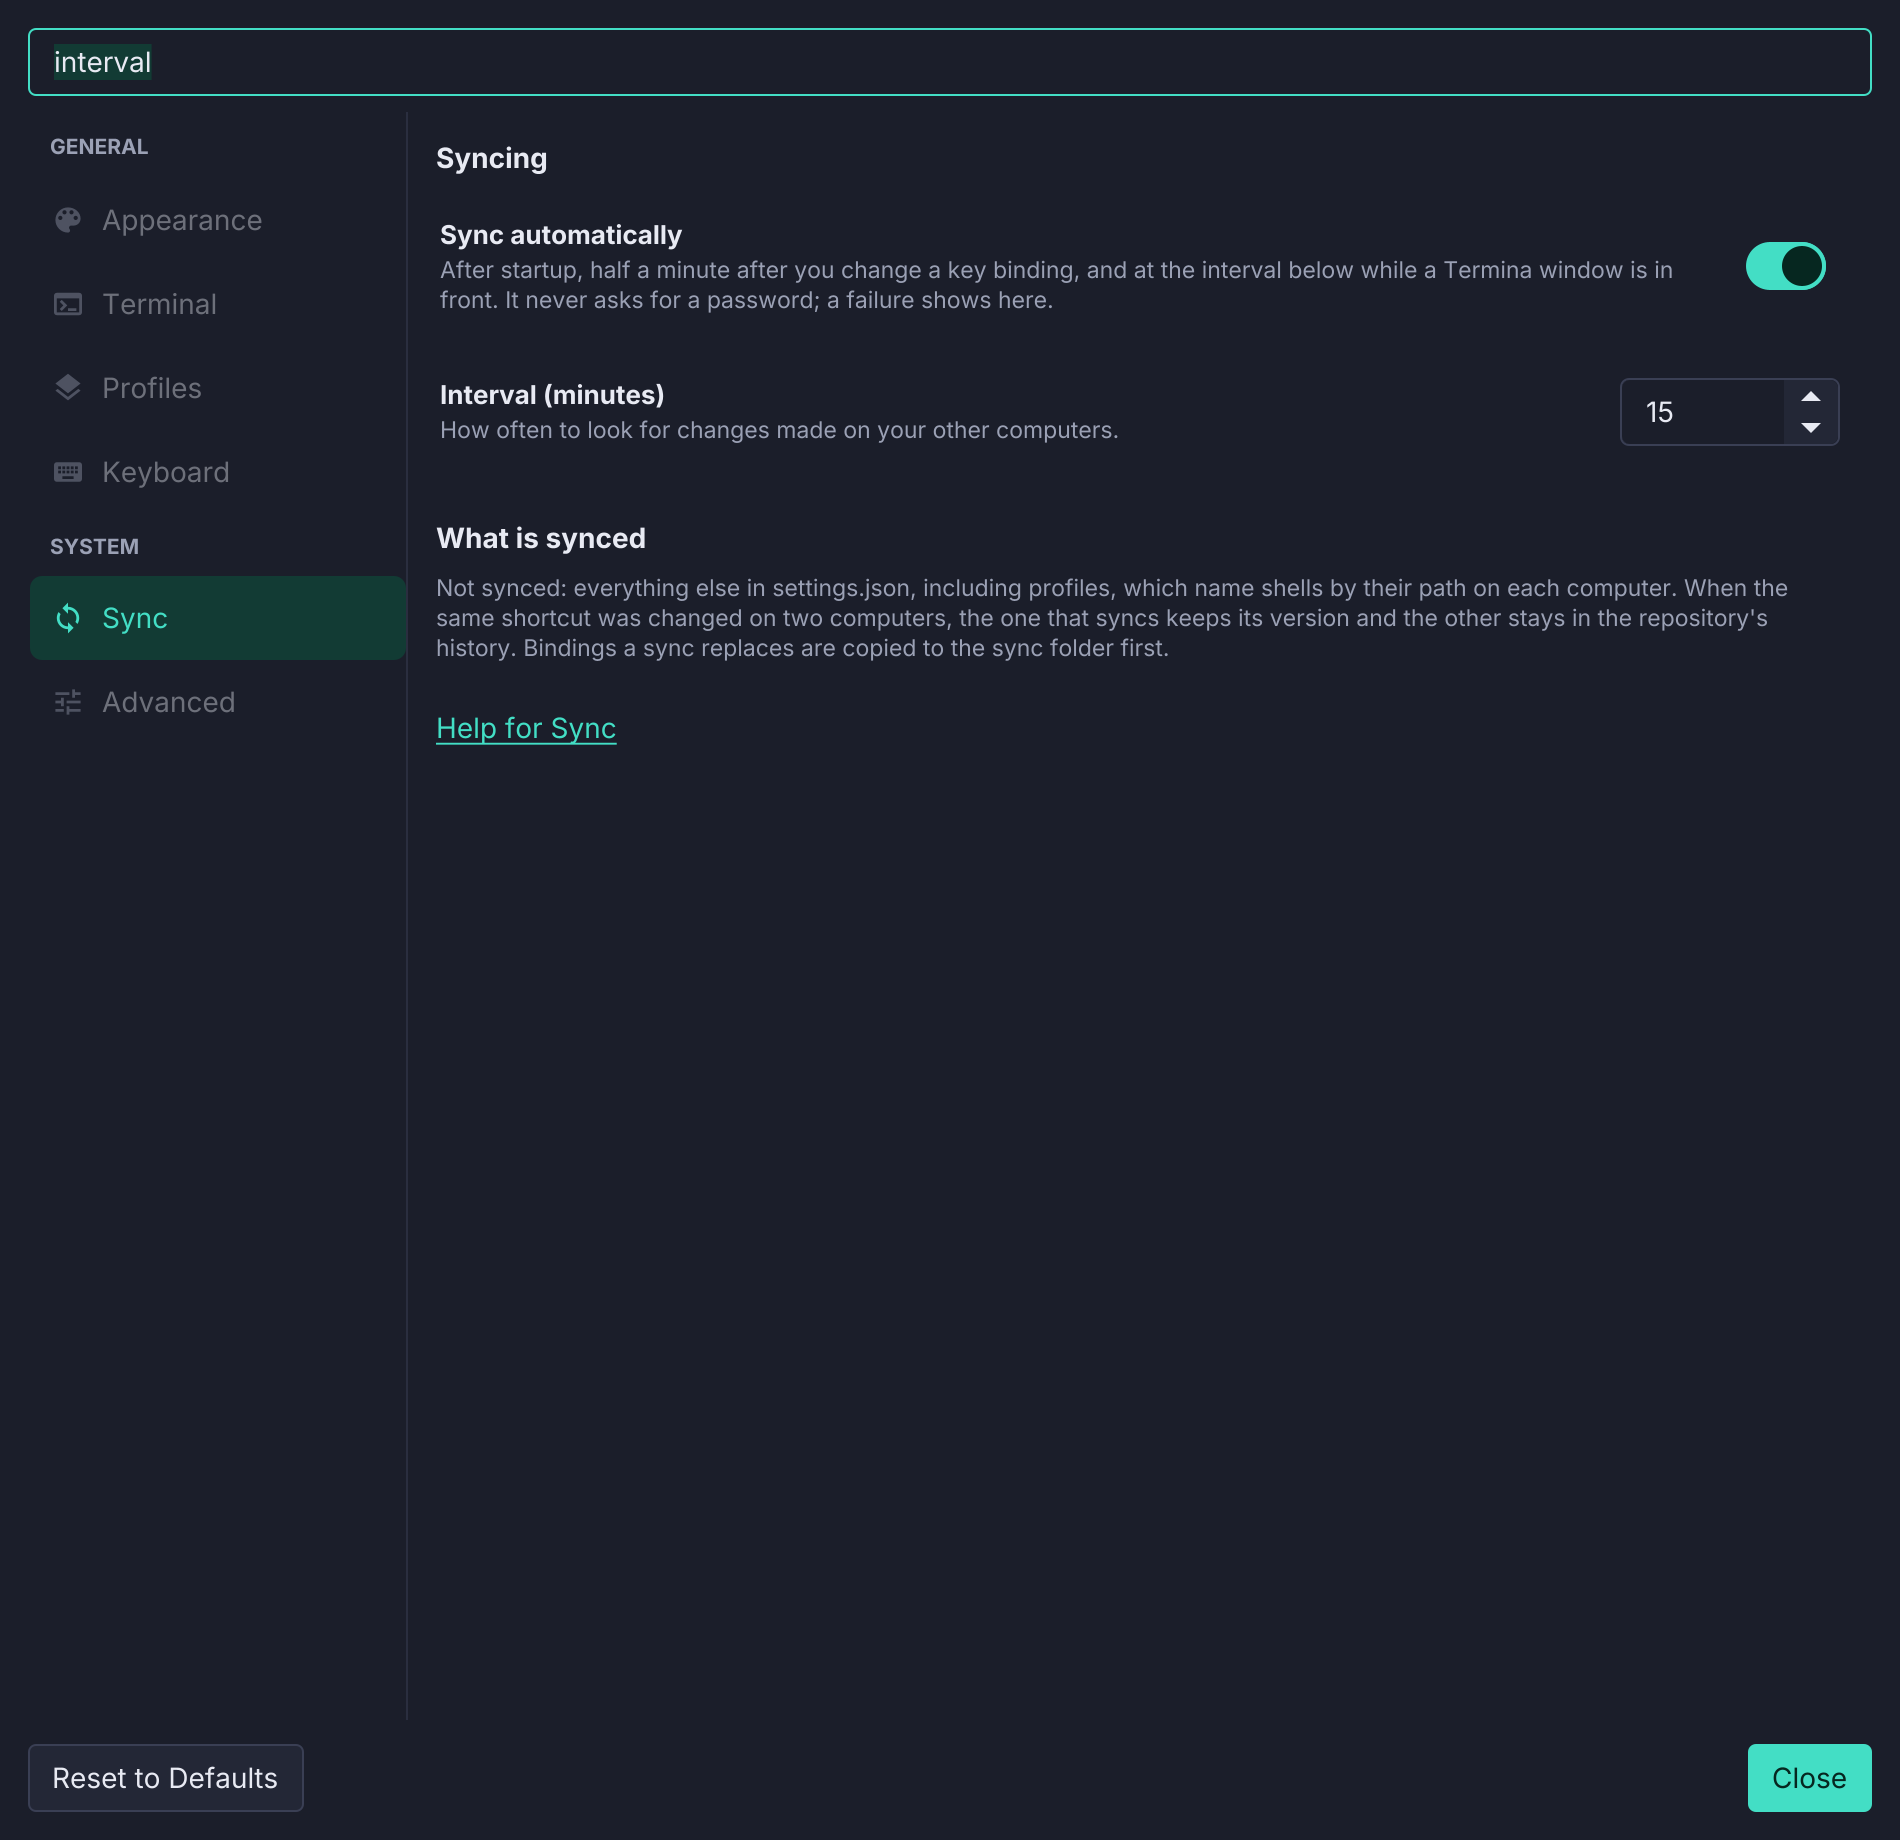 interval
GENERAL
Appearance
Terminal
Profiles
Keyboard
SYSTEM
Sync
Advanced
Syncing
Sync automatically
After startup, half a minute after you change a key binding, and at the interval below while a Termina window is in
front. It never asks for a password; a failure shows here.
Interval (minutes)
How often to look for changes made on your other computers.
15
What is synced
Not synced: everything else in settings.json, including profiles, which name shells by their path on each computer. When the
same shortcut was changed on two computers, the one that syncs keeps its version and the other stays in the repository's
history. Bindings a sync replaces are copied to the sync folder first.
Help for Sync
Reset to Defaults
Close